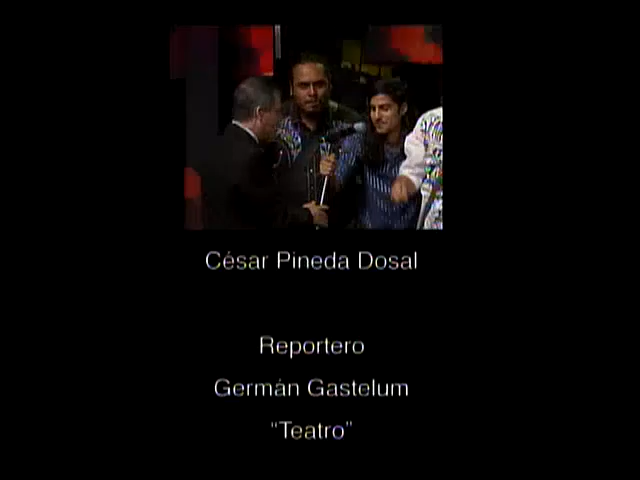 César Pineda Dosal
Reportero
Germán Gastelum
“Teatro”